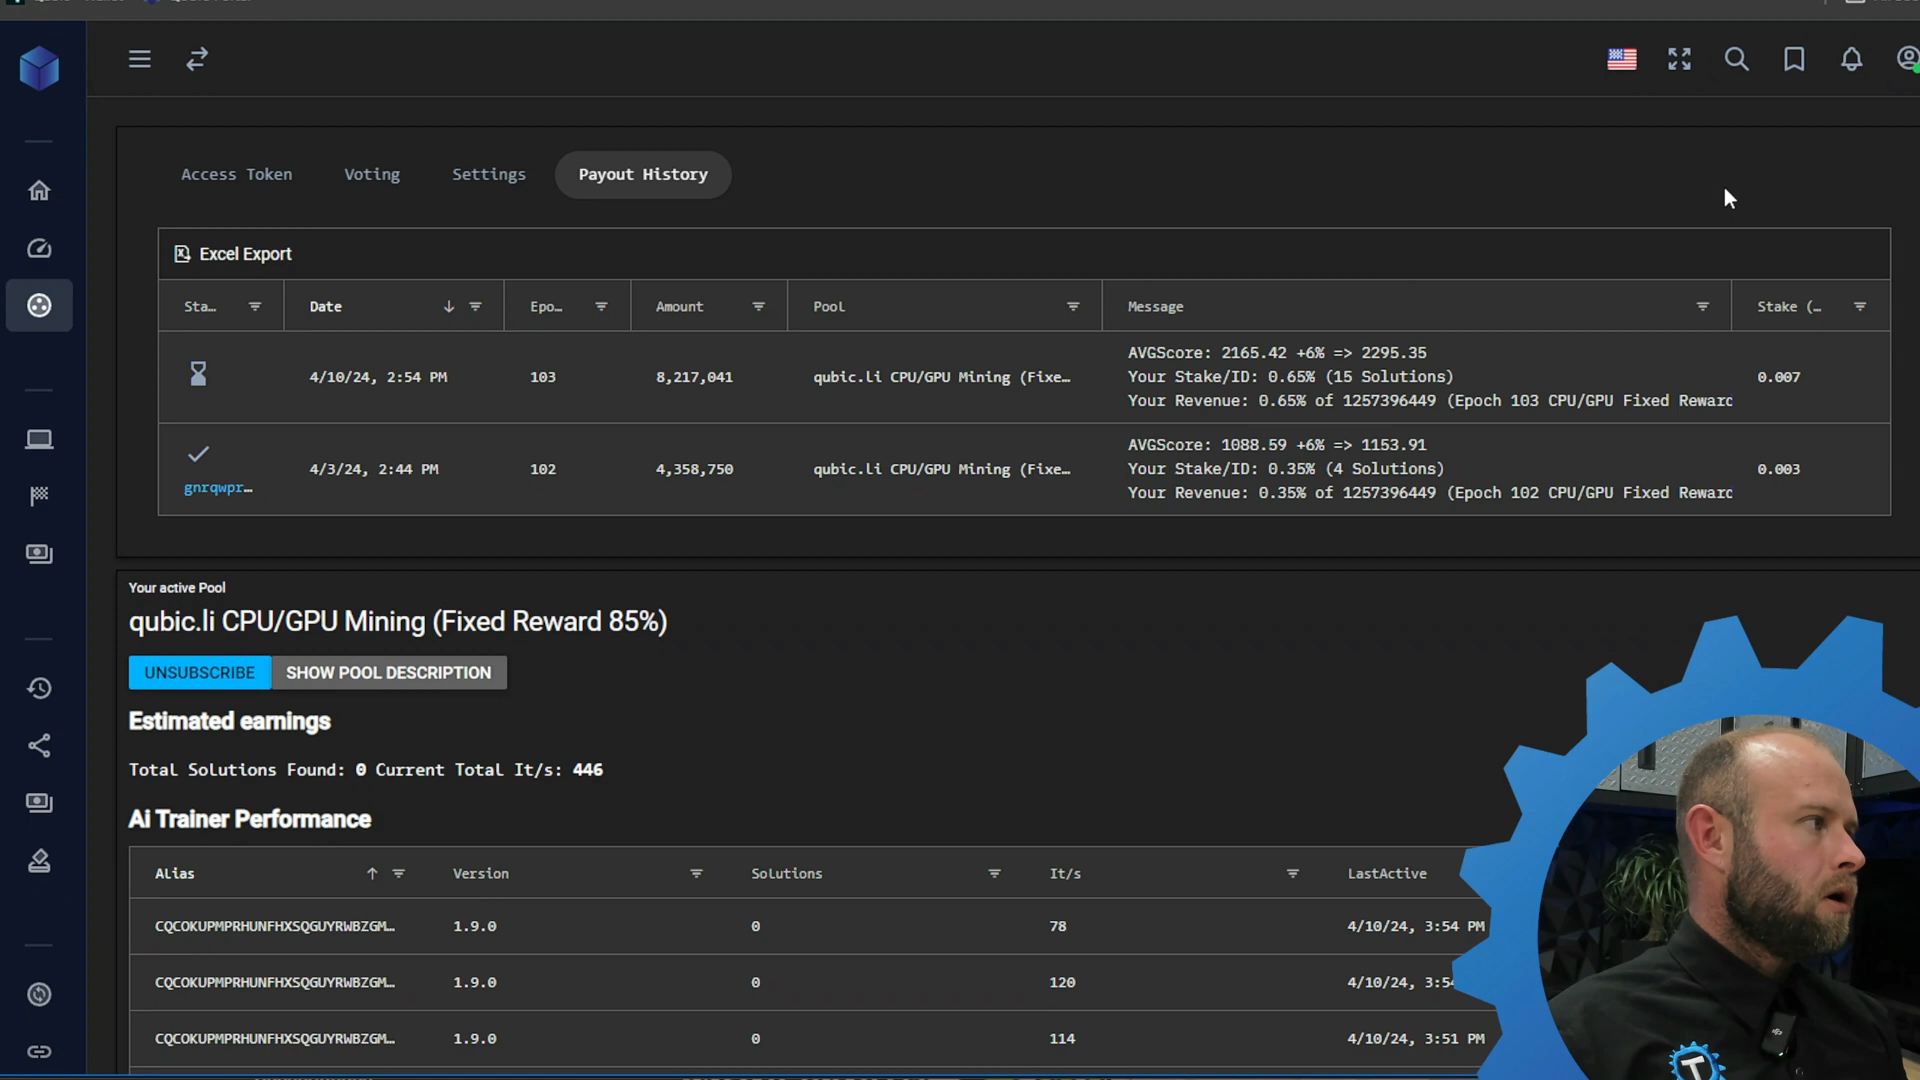 Access Token Voting Settings Payout History
Excel Export
Sta… Date Epo… Amount Pool Message Stake (…
4/10/24, 2:54 PM 103 8,217,041 qubic.li CPU/GPU Mining (Fixe… AVGScore: 2165.42 +6% => 2295.35
Your Stake/ID: 0.65% (15 Solutions)
Your Revenue: 0.65% of 1257396449 (Epoch 103 CPU/GPU Fixed Reward
0.007
4/3/24, 2:44 PM 102 4,358,750 qubic.li CPU/GPU Mining (Fixe… AVGScore: 1088.59 +6% => 1153.91
Your Stake/ID: 0.35% (4 Solutions)
Your Revenue: 0.35% of 1257396449 (Epoch 102 CPU/GPU Fixed Reward
0.003
gnrqwpr…
Your active Pool
qubic.li CPU/GPU Mining (Fixed Reward 85%)
UNSUBSCRIBE SHOW POOL DESCRIPTION
Estimated earnings
Total Solutions Found: 0 Current Total It/s: 446
Ai Trainer Performance
Alias Version Solutions It/s LastActive
CQCOKUPMPRHUNFHXSQGUYRWBZGM… 1.9.0 0 78 4/10/24, 3:54 PM
CQCOKUPMPRHUNFHXSQGUYRWBZGM… 1.9.0 0 120 4/10/24, 3:54
CQCOKUPMPRHUNFHXSQGUYRWBZGM… 1.9.0 0 114 4/10/24, 3:51 PM
T